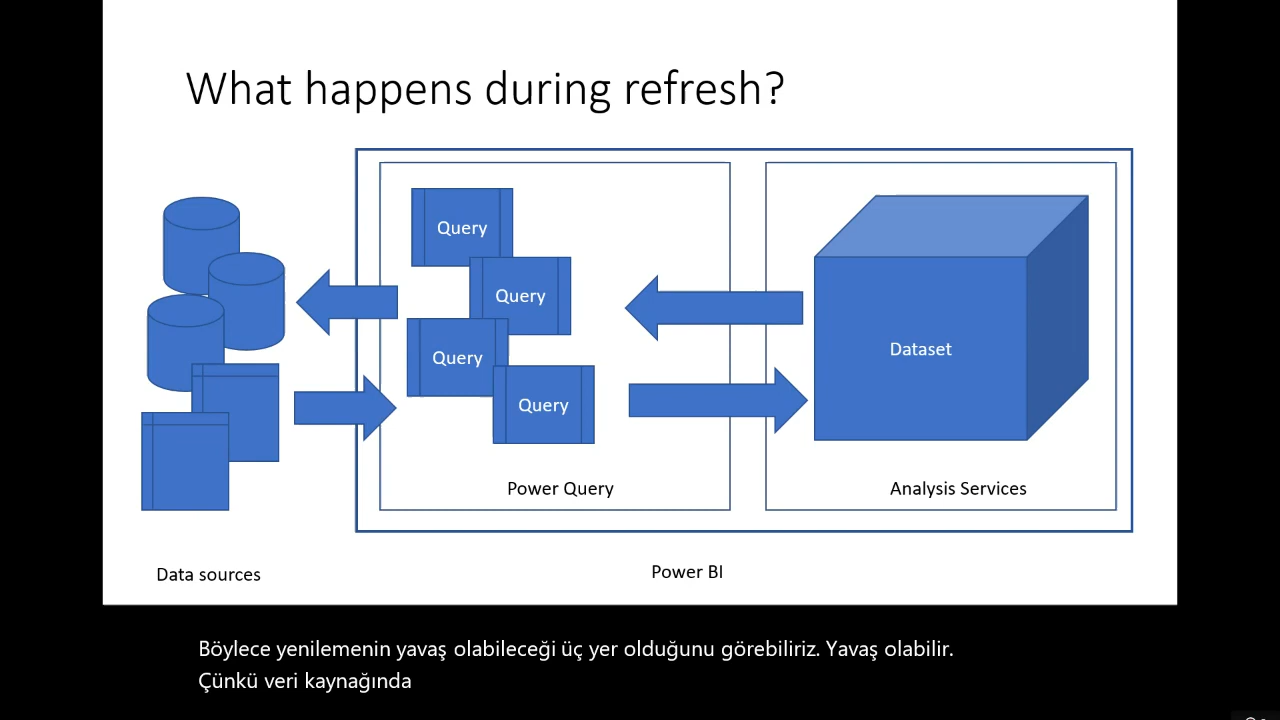 What happens during refresh?
Query
Query
Query
Query
Dataset
Power Query
Analysis Services
Data sources
Power BI
Böylece yenilemenin yavaş olabileceği üç yer olduğunu görebiliriz. Yavaş olabilir.
Çünkü veri kaynağında